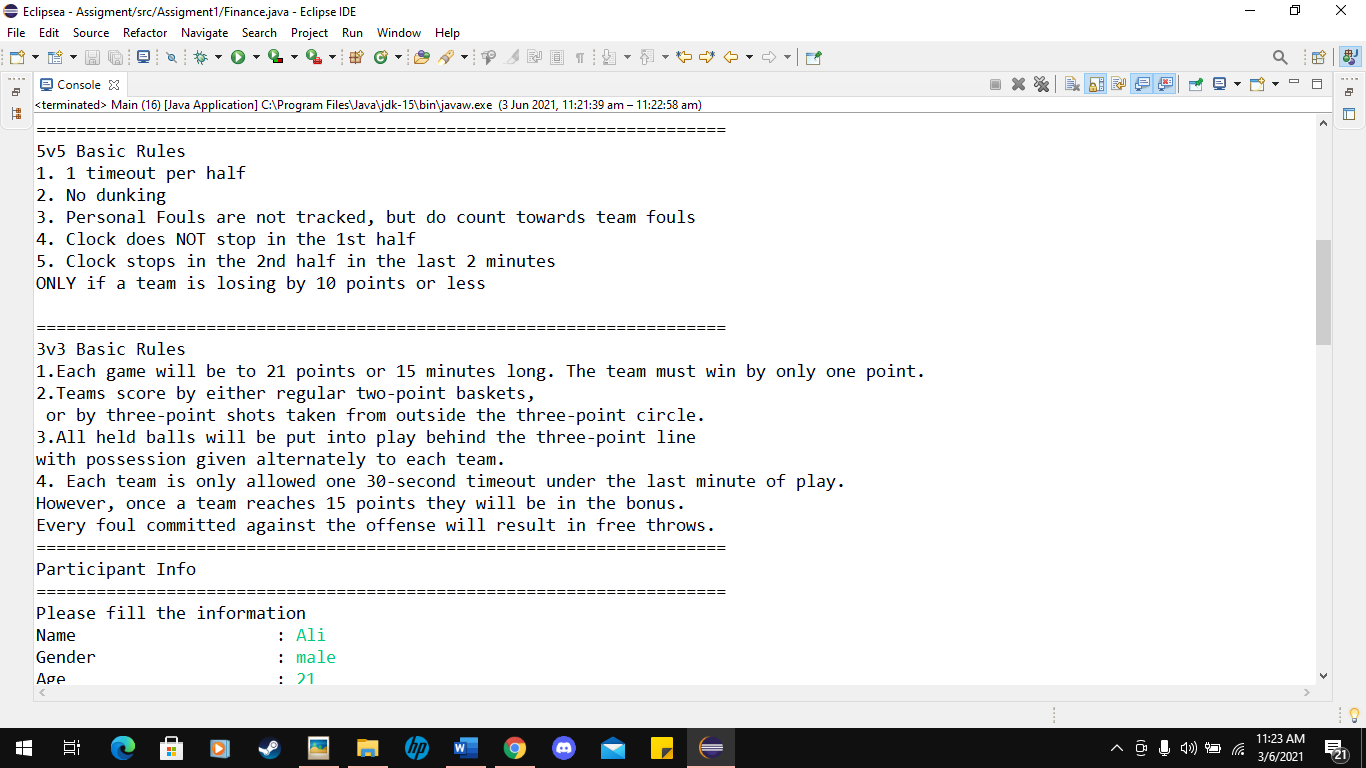 Eclipsea - Assigment/src/Assigment1/Finance.java - Eclipse IDE
File Edit Source Refactor Navigate Search Project Run Window Help
Console
<terminated> Main (16) [Java Application] C:\Program Files\Java\jdk-15\bin\javaw.exe (3 Jun 2021, 11:21:39 am – 11:22:58 am)
=====================================================================
5v5 Basic Rules
1. 1 timeout per half
2. No dunking
3. Personal Fouls are not tracked, but do count towards team fouls
4. Clock does NOT stop in the 1st half
5. Clock stops in the 2nd half in the last 2 minutes
ONLY if a team is losing by 10 points or less
=====================================================================
3v3 Basic Rules
1.Each game will be to 21 points or 15 minutes long. The team must win by only one point.
2.Teams score by either regular two-point baskets,
 or by three-point shots taken from outside the three-point circle.
3.All held balls will be put into play behind the three-point line
with possession given alternately to each team.
4. Each team is only allowed one 30-second timeout under the last minute of play.
However, once a team reaches 15 points they will be in the bonus.
Every foul committed against the offense will result in free throws.
=====================================================================
Participant Info
=====================================================================
Please fill the information
Name : Ali
Gender : male
Age : 21
11:23 AM
3/6/2021
21